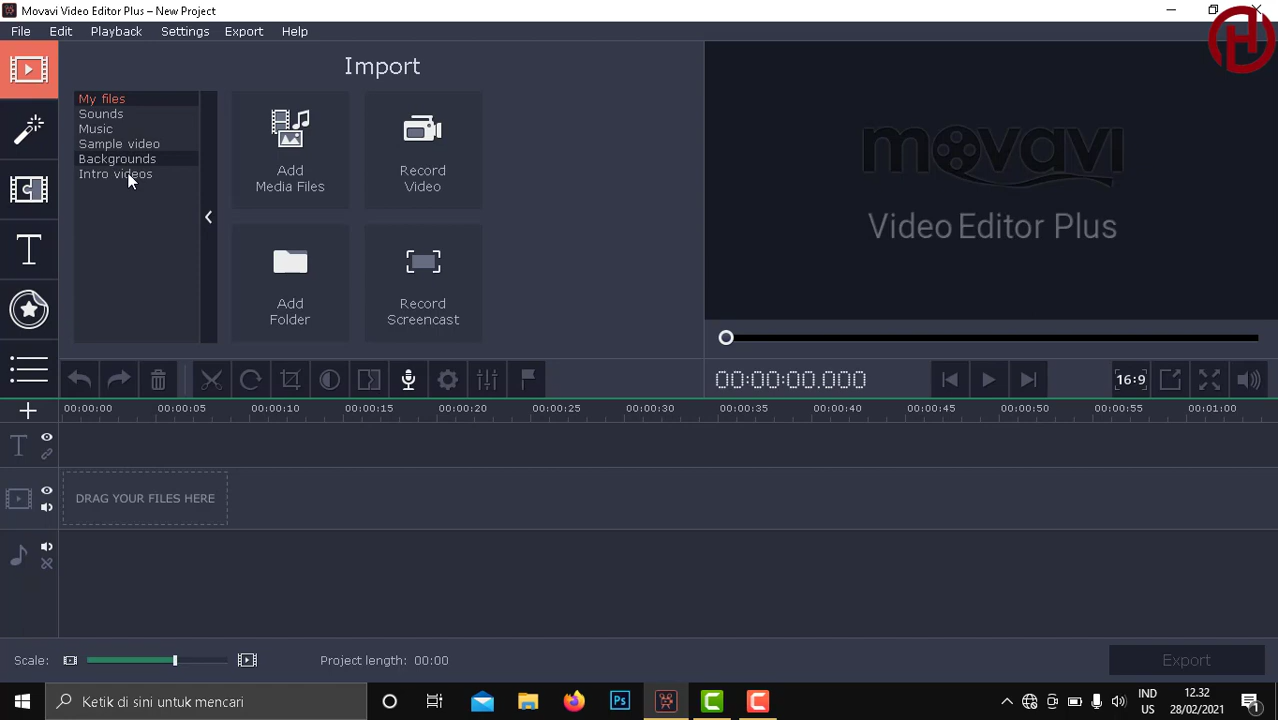 Movavi Video Editor Plus – New Project
File Edit Playback Settings Export Help
Import
My files
Sounds
Music
Sample video
Backgrounds
Intro videos
Add
Media Files
Record
Video
Add
Folder
Record
Screencast
movavi
Video Editor Plus
00:00:00.000
16:9
00:00:00 00:00:05 00:00:10 00:00:15 00:00:20 00:00:25 00:00:30 00:00:35 00:00:40 00:00:45 00:00:50 00:00:55 00:01:00
DRAG YOUR FILES HERE
Scale: Project length: 00:00 Export
Ketik di sini untuk mencari
IND
US
12.32
28/02/2021
1